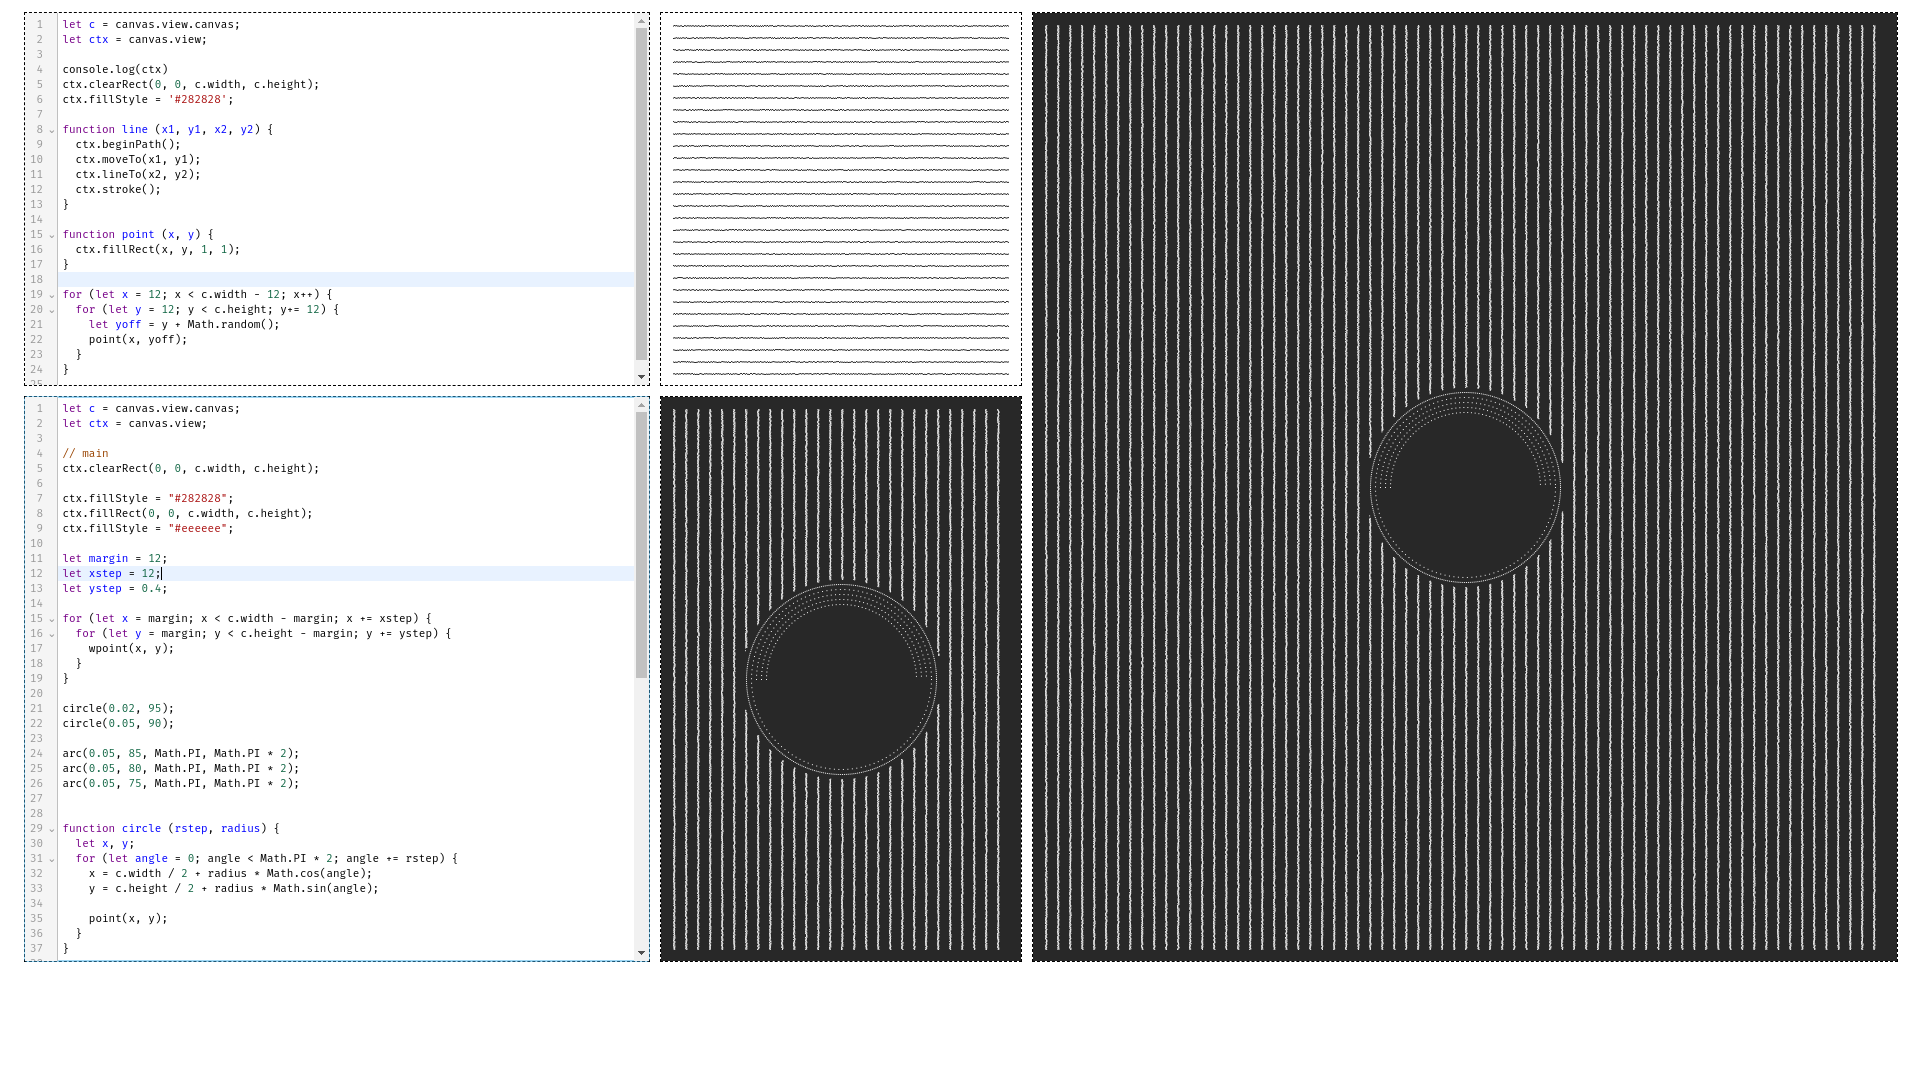 1 let c = canvas.view.canvas;
2 let ctx = canvas.view;
3
4 console.log(ctx)
5 ctx.clearRect(0, 0, c.width, c.height);
6 ctx.fillStyle = '#282828';
7
8 function line (x1, y1, x2, y2) {
9   ctx.beginPath();
10   ctx.moveTo(x1, y1);
11   ctx.lineTo(x2, y2);
12   ctx.stroke();
13 }
14
15 function point (x, y) {
16   ctx.fillRect(x, y, 1, 1);
17 }
18
19 for (let x = 12; x < c.width - 12; x++) {
20   for (let y = 12; y < c.height; y+= 12) {
21     let yoff = y + Math.random();
22     point(x, yoff);
23   }
24 }
25
1 let c = canvas.view.canvas;
2 let ctx = canvas.view;
3
4 // main
5 ctx.clearRect(0, 0, c.width, c.height);
6
7 ctx.fillStyle = "#282828";
8 ctx.fillRect(0, 0, c.width, c.height);
9 ctx.fillStyle = "#eeeeee";
10
11 let margin = 12;
12 let xstep = 12;
13 let ystep = 0.4;
14
15 for (let x = margin; x < c.width - margin; x += xstep) {
16   for (let y = margin; y < c.height - margin; y += ystep) {
17     wpoint(x, y);
18   }
19 }
20
21 circle(0.02, 95);
22 circle(0.05, 90);
23
24 arc(0.05, 85, Math.PI, Math.PI * 2);
25 arc(0.05, 80, Math.PI, Math.PI * 2);
26 arc(0.05, 75, Math.PI, Math.PI * 2);
27
28
29 function circle (rstep, radius) {
30   let x, y;
31   for (let angle = 0; angle < Math.PI * 2; angle += rstep) {
32     x = c.width / 2 + radius * Math.cos(angle);
33     y = c.height / 2 + radius * Math.sin(angle);
34
35     point(x, y);
36   }
37 }